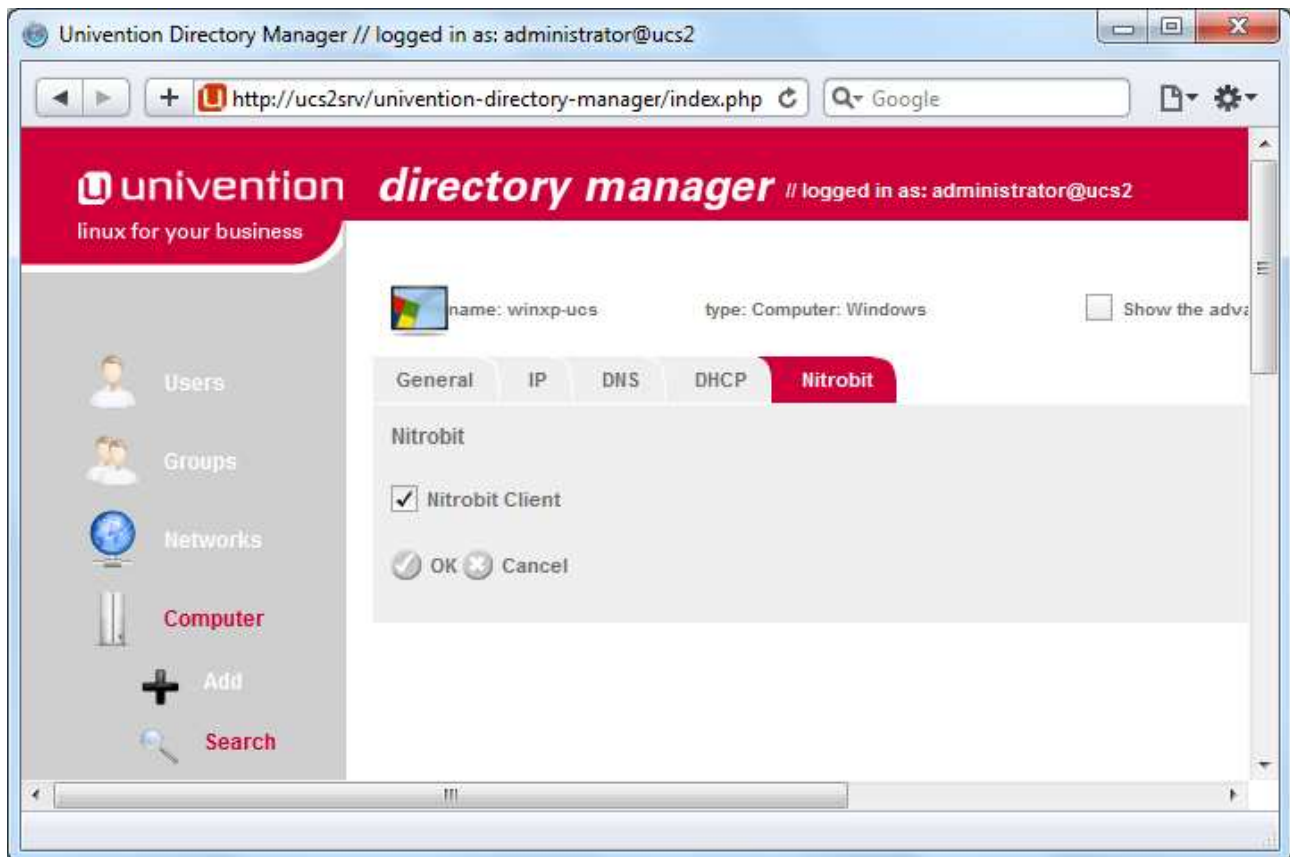 Univention Directory Manager // logged in as: administrator@ucs2
http://ucs2srv/univention-directory-manager/index.php
Google
univention
directory manager // logged in as: administrator@ucs2
linux for your business
name: winxp-ucs
type: Computer: Windows
Show the adva
Users
Groups
Networks
Computer
Add
Search
General
IP
DNS
DHCP
Nitrobit
Nitrobit
Nitrobit Client
OK
Cancel